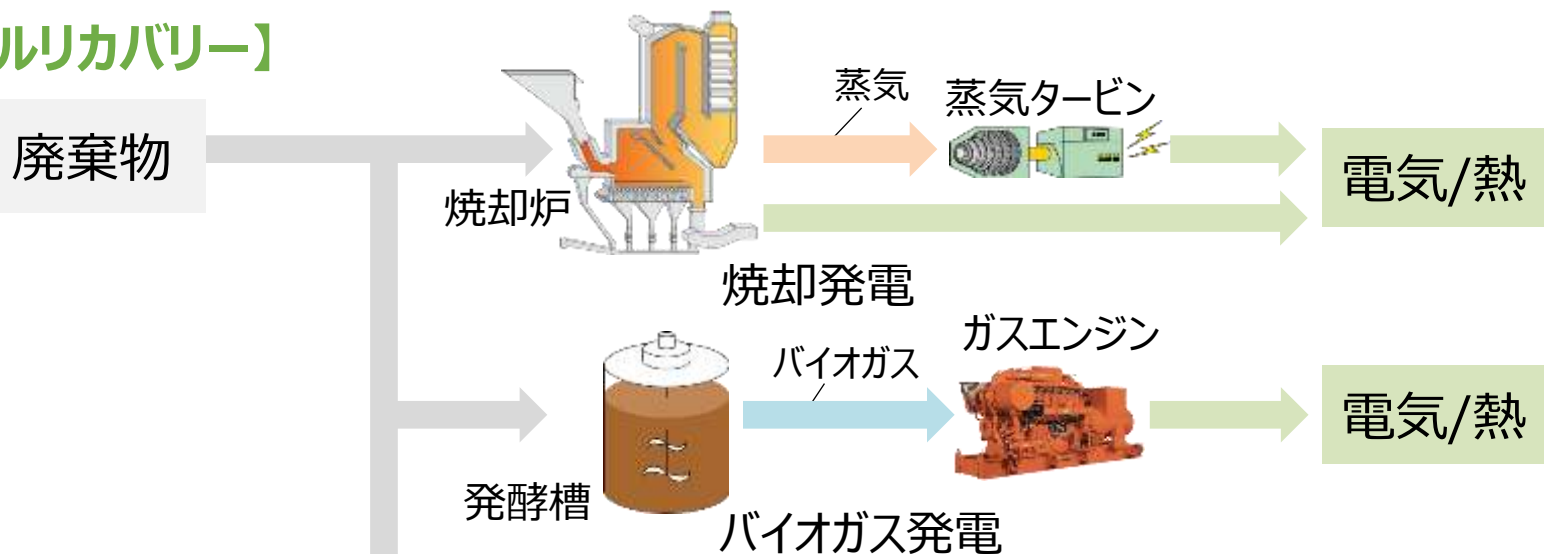 ルリカバリー】
廃棄物
焼却炉
蒸気
蒸気タービン
電気/熱
焼却発電
発酵槽
バイオガス
ガスエンジン
電気/熱
バイオガス発電